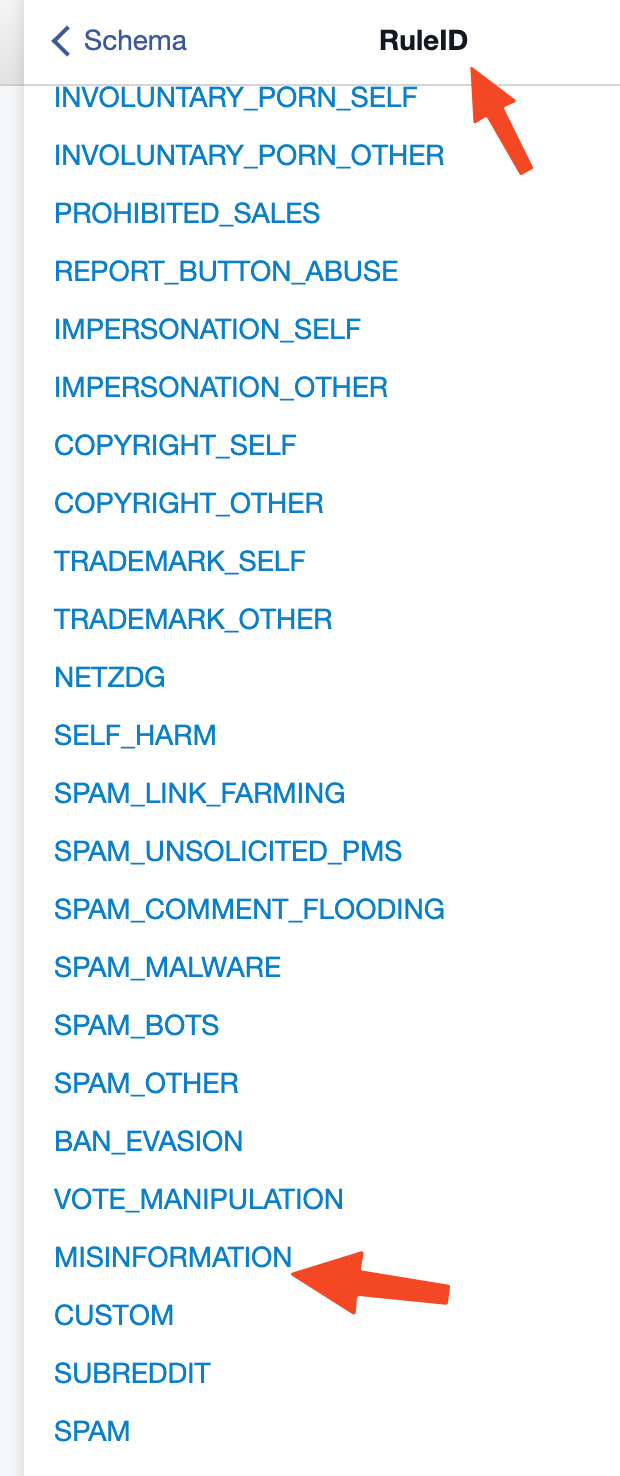 Schema
RuleID
INVOLUNTARY_PORN_SELF
INVOLUNTARY_PORN_OTHER
PROHIBITED_SALES
REPORT_BUTTON_ABUSE
IMPERSONATION_SELF
IMPERSONATION_OTHER
COPYRIGHT_SELF
COPYRIGHT_OTHER
TRADEMARK_SELF
TRADEMARK_OTHER
NETZDG
SELF_HARM
SPAM_LINK_FARMING
SPAM_UNSOLICITED_PMS
SPAM_COMMENT_FLOODING
SPAM_MALWARE
SPAM_BOTS
SPAM_OTHER
BAN_EVASION
VOTE_MANIPULATION
MISINFORMATION
CUSTOM
SUBREDDIT
SPAM